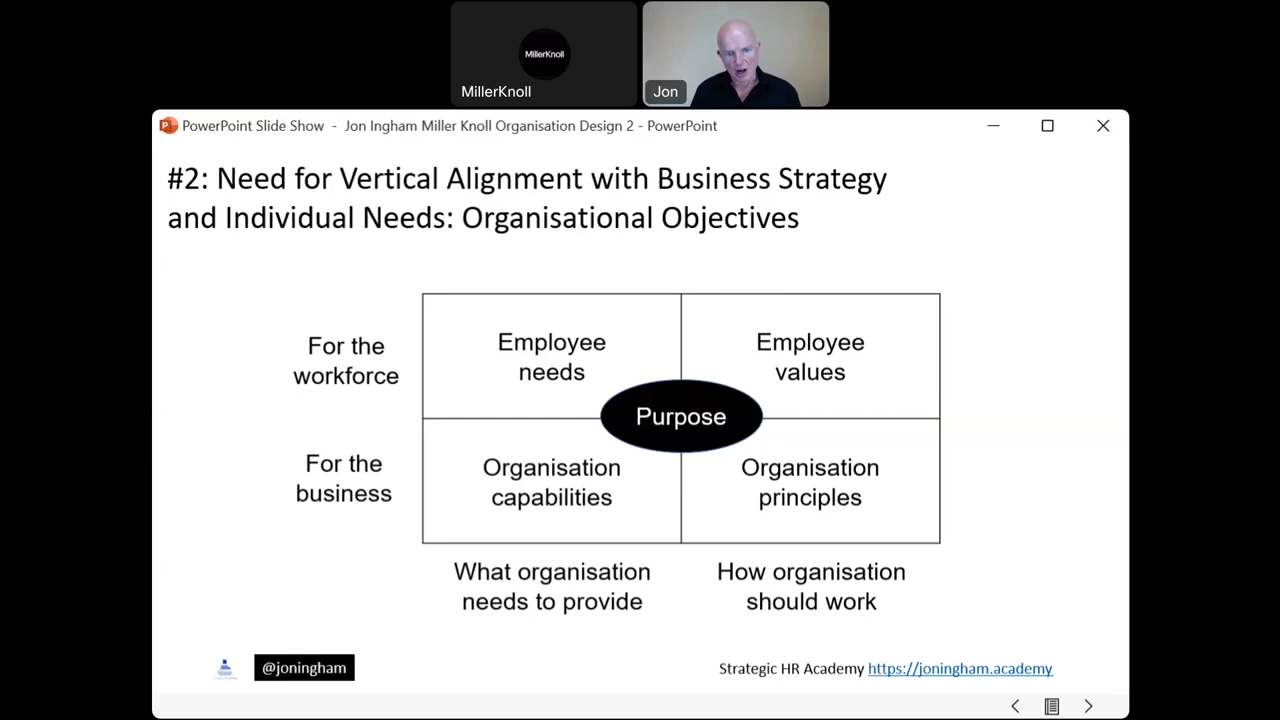 MillerKnoll
MillerKnoll
Jon
PowerPoint Slide Show - Jon Ingham Miller Knoll Organisation Design 2 - PowerPoint
#2: Need for Vertical Alignment with Business Strategy
and Individual Needs: Organisational Objectives
For the
workforce
Employee
needs
Employee
values
Purpose
For the
business
Organisation
capabilities
Organisation
principles
What organisation
needs to provide
How organisation
should work
@joningham
Strategic HR Academy https://joningham.academy